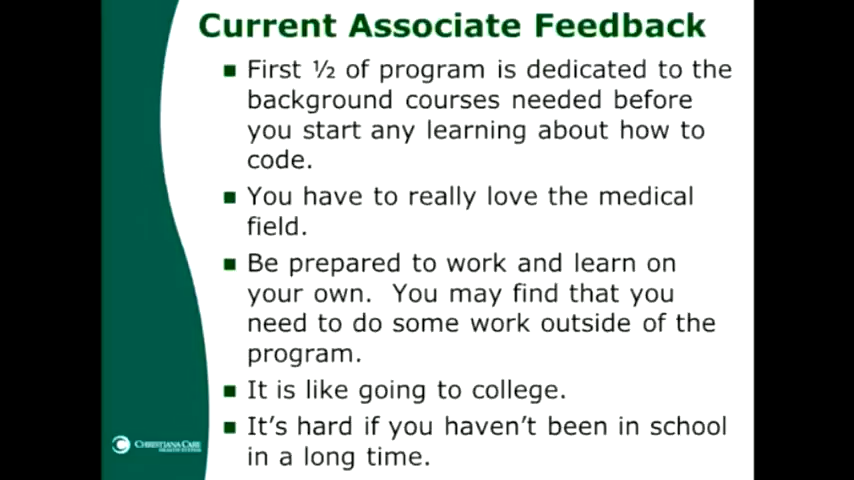 Current Associate Feedback
First ½ of program is dedicated to the
background courses needed before
you start any learning about how to
code.
You have to really love the medical
field.
Be prepared to work and learn on
your own.  You may find that you
need to do some work outside of the
program.
It is like going to college.
It's hard if you haven't been in school
in a long time.
CHRISTIANA CARE
HEALTH SYSTEM